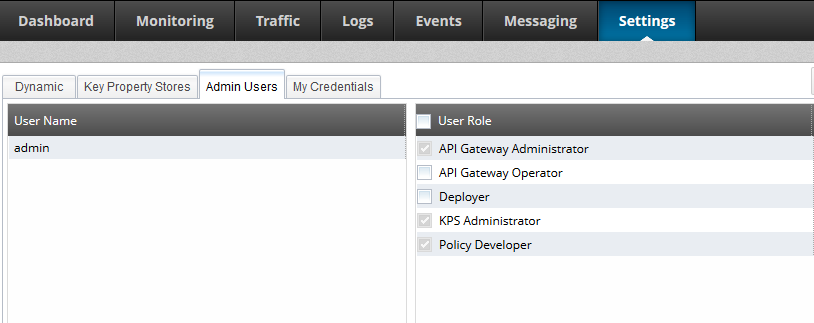 Dashboard Monitoring Traffic Logs Events Messaging Settings
Dynamic Key Property Stores Admin Users My Credentials
User Name User Role
admin API Gateway Administrator
API Gateway Operator
Deployer
KPS Administrator
Policy Developer